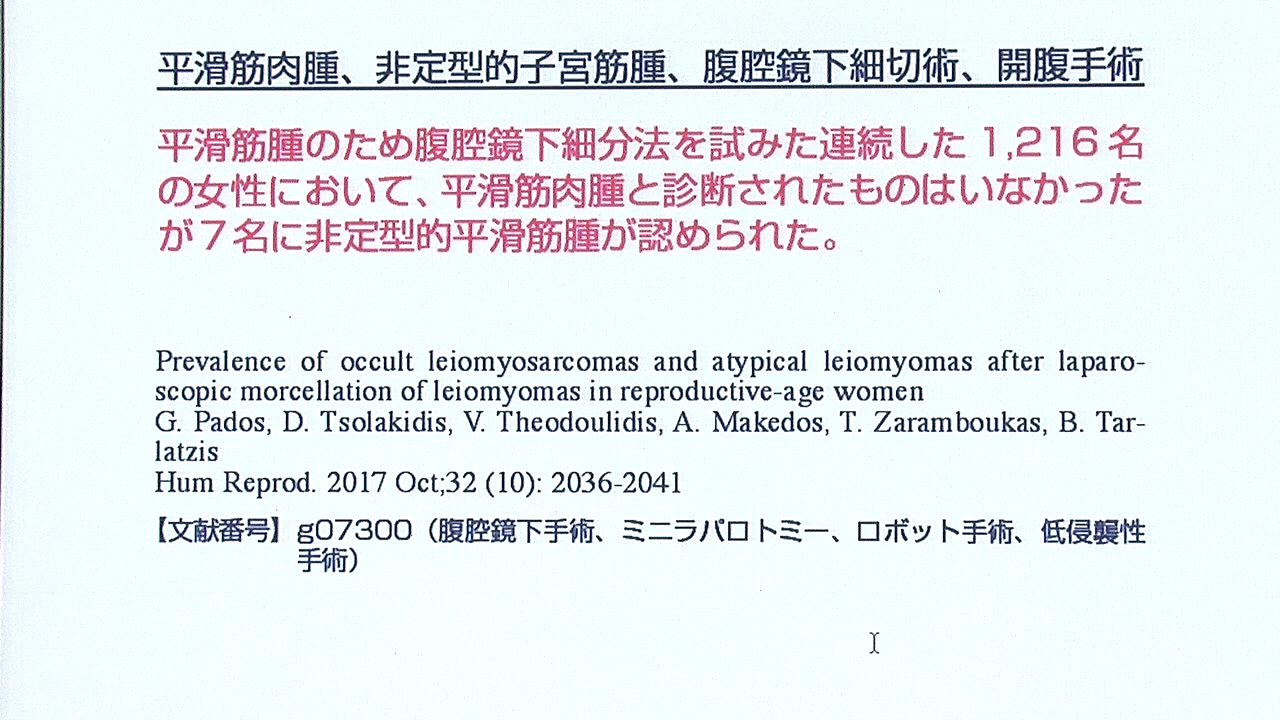 平滑筋肉腫、非定型的子宮筋腫、腹腔鏡下細切術、開腹手術
平滑筋腫のため腹腔鏡下細分法を試みた連続した 1,216 名
の女性において、平滑筋肉腫と診断されたものはいなかった
が７名に非定型的平滑筋腫が認められた。
Prevalence of occult leiomyosarcomas and atypical leiomyomas after laparo-
scopic morcellation of leiomyomas in reproductive-age women
G. Pados, D. Tsolakidis, V. Theodoulidis, A. Makedos, T. Zaramboukas, B. Tar-
latzis
Hum Reprod. 2017 Oct;32 (10): 2036-2041
【文献番号】g07300（腹腔鏡下手術、ミニラパロトミー、ロボット手術、低侵襲性
手術）